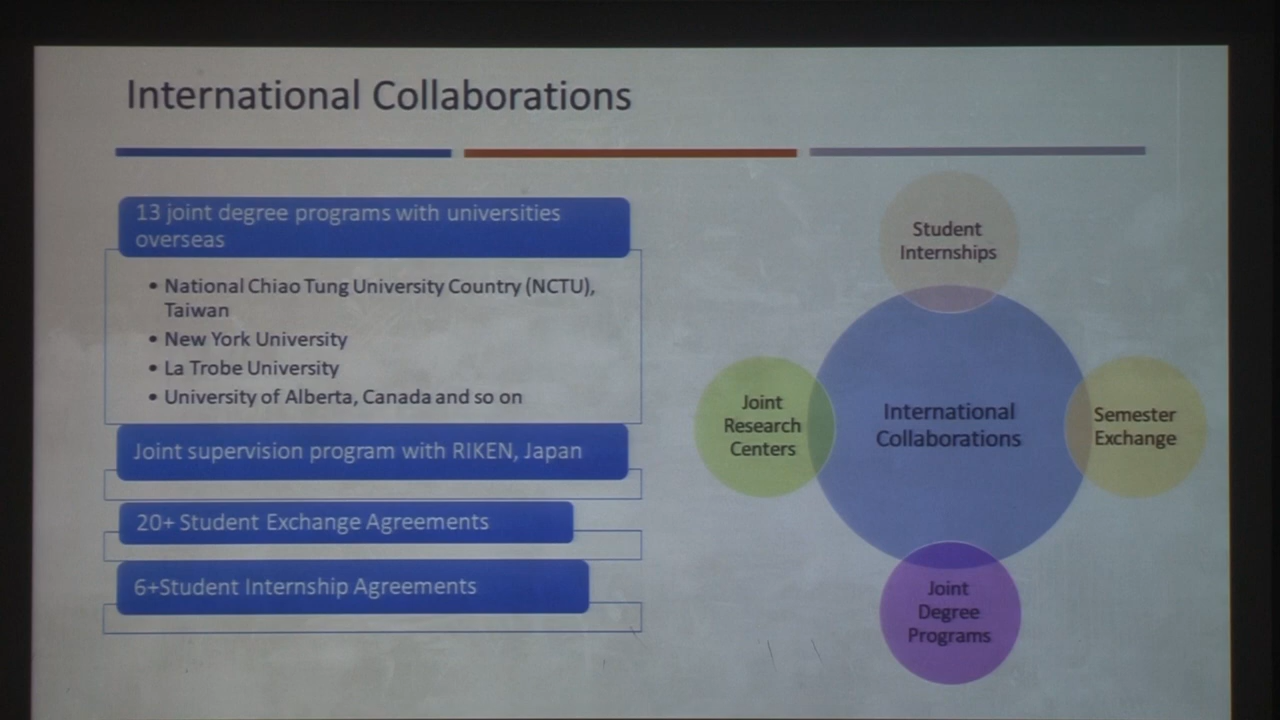 International Collaborations
13 joint degree programs with universities
overseas
• National Chiao Tung University Country (NCTU),
Taiwan
• New York University
• La Trobe University
• University of Alberta, Canada and so on
Joint supervision program with RIKEN, Japan
20+ Student Exchange Agreements
6+Student Internship Agreements
Student
Internships
Joint
Research
Centers
International
Collaborations
Semester
Exchange
Joint
Degree
Programs